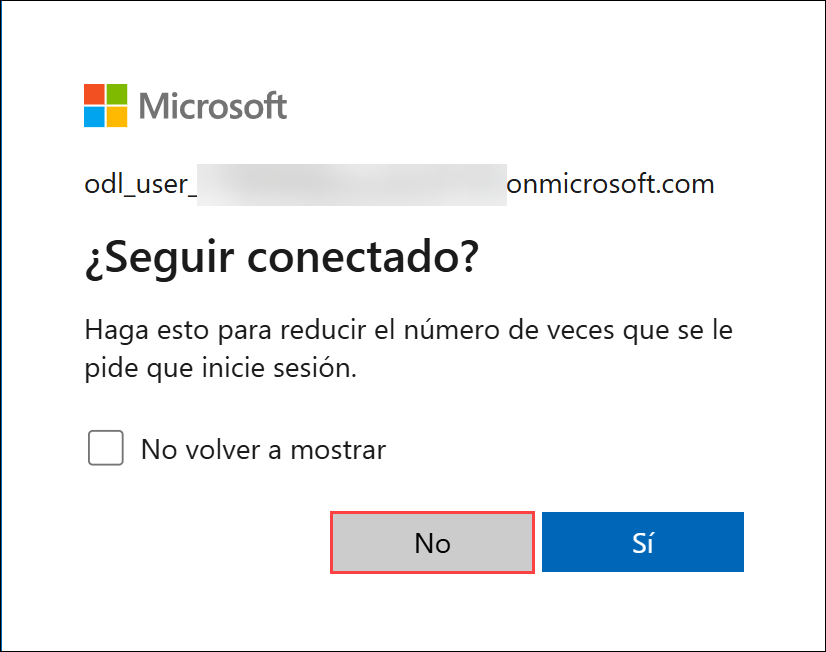 Microsoft
odl_user_ onmicrosoft.com
¿Seguir conectado?
Haga esto para reducir el número de veces que se le
pide que inicie sesión.
No volver a mostrar
No
Sí